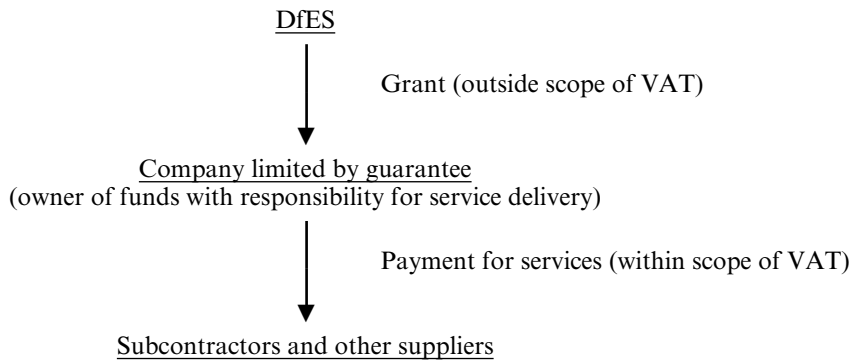 DfES
Grant (outside scope of VAT)
Company limited by guarantee
(owner of funds with responsibility for service delivery)
Payment for services (within scope of VAT)
Subcontractors and other suppliers